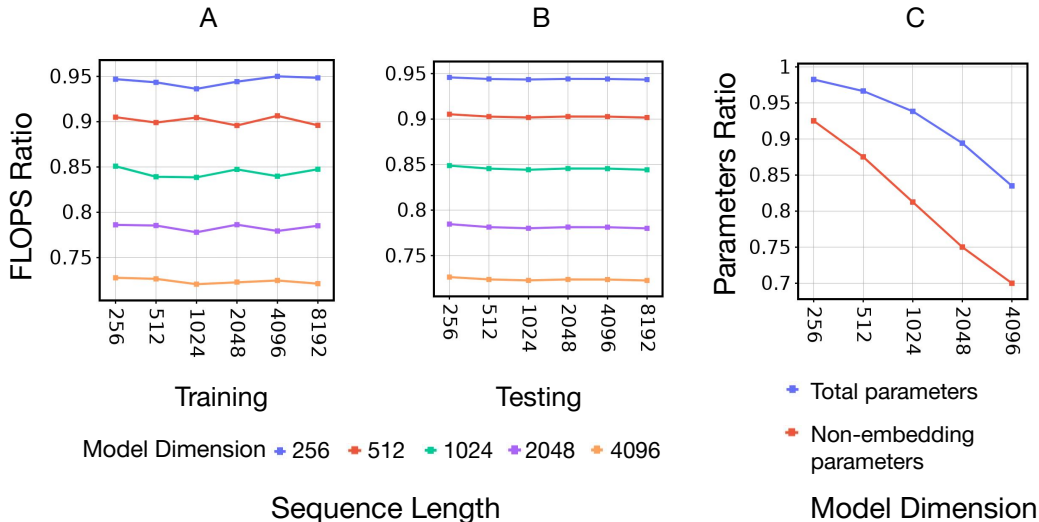 A
B
C
FLOPS Ratio
0.95
0.9
0.85
0.8
0.75
256
512
1024
2048
4096
8192
Training
0.95
0.9
0.85
0.8
0.75
256
512
1024
2048
4096
8192
Testing
Parameters Ratio
1
0.95
0.9
0.85
0.8
0.75
0.7
256
512
1024
2048
4096
Total parameters
Non-embedding
parameters
Model Dimension 256 512 1024 2048 4096
Sequence Length
Model Dimension